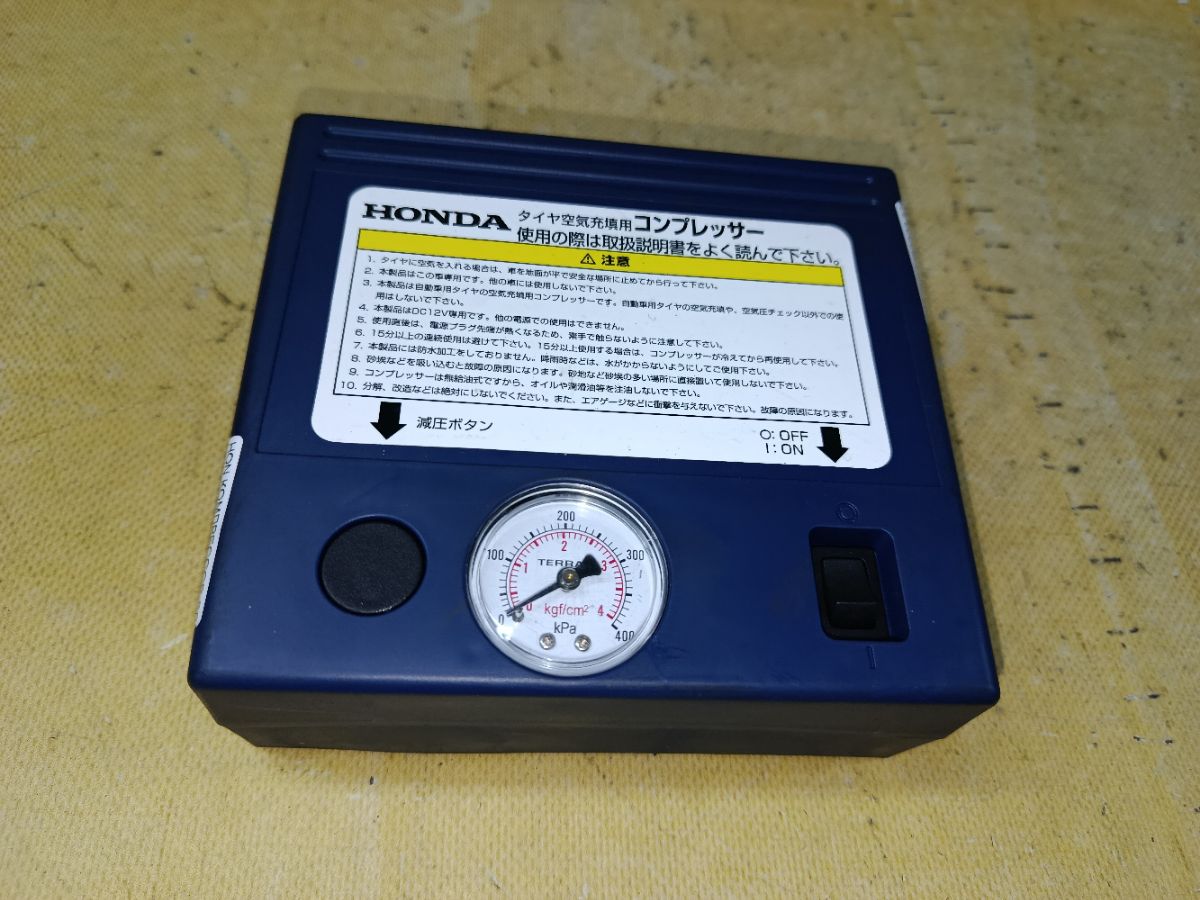 HONDA タイヤ空気充填用コンプレッサー
使用の際は取扱説明書をよく読んで下さい。
⚠ 注意
1. タイヤに空気を入れる場合は、車を地面が平で安全な場所に止めてから行って下さい。
2. 本製品はこの車専用です。他の車には使用しないで下さい。
3. 本製品は自動車用タイヤの空気充填用コンプレッサーです。自動車用タイヤの空気充填や、空気圧チェック以外での使
用はしないで下さい。
4. 本製品はDC12V専用です。他の電源での使用はできません。
5. 使用直後は、電源プラグ先端が熱くなるため、素手で触らないように注意して下さい。
6. 15分以上の連続使用は避けて下さい。15分以上使用する場合は、コンプレッサーが冷えてから再使用して下さい。
7. 本製品には防水加工をしておりません。降雨時などは、水がかからないようにしてご使用下さい。
8. 砂埃などを吸い込むと故障の原因になります。砂地など砂埃の多い場所に直接置いて使用しないで下さい。
9. コンプレッサーは無給油式ですから、オイルや潤滑油等を注油しないで下さい。
10. 分解、改造などは絶対にしないでください。また、エアゲージなどに衝撃を与えないで下さい。故障の原因になります。
減圧ボタン
O: OFF
I: ON
0 100 200 300 400
0 1 2 3 4
kgf/cm²
kPa